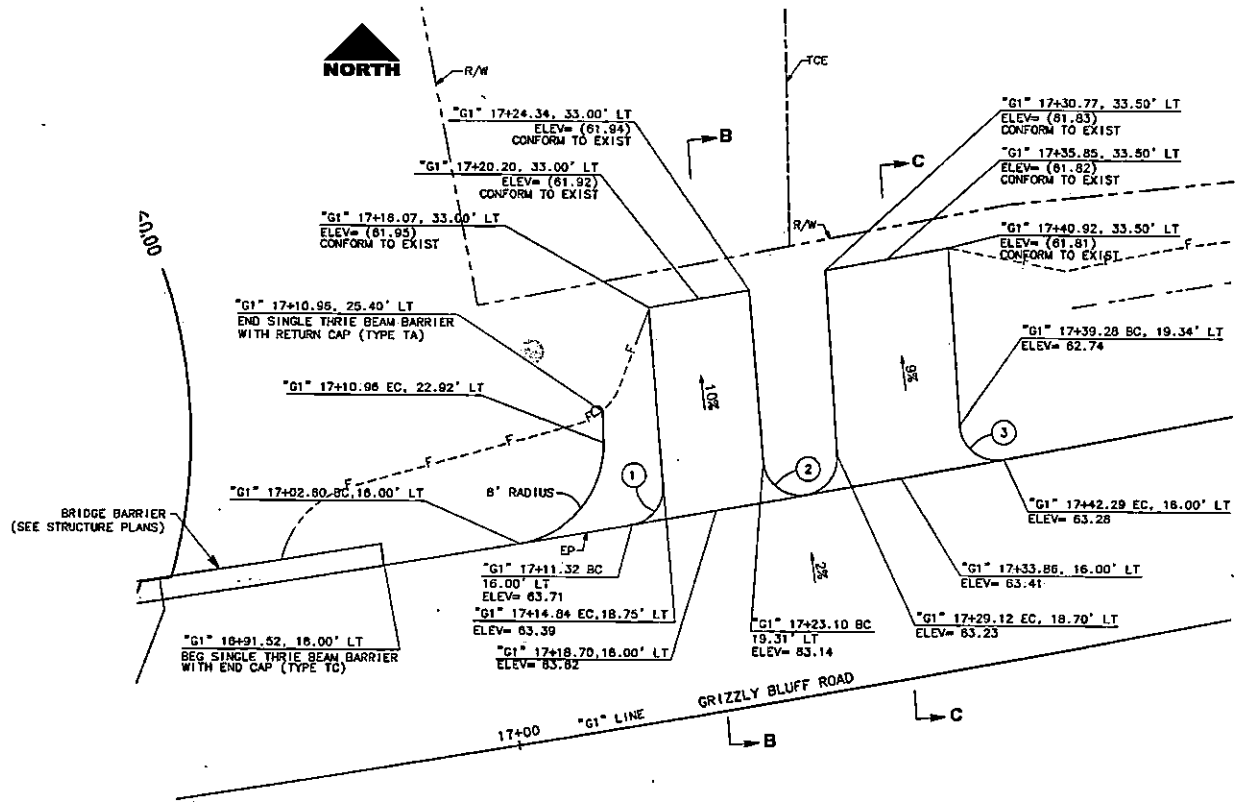 NORTH
R/W
TCE
"G1" 17+24.34, 33.00' LT
ELEV= (61.94)
CONFORM TO EXIST
"G1" 17+20.20, 33.00' LT
ELEV= (61.92)
CONFORM TO EXIST
"G1" 17+16.07, 33.00' LT
ELEV= (61.95)
CONFORM TO EXIST
B
C
"G1" 17+30.77, 33.50' LT
ELEV= (61.83)
CONFORM TO EXIST
"G1" 17+35.85, 33.50' LT
ELEV= (61.82)
CONFORM TO EXIST
R/W
"G1" 17+40.92, 33.50' LT
ELEV= (61.81)
CONFORM TO EXIST
F
F
20.00
"G1" 17+10.96, 25.40' LT
END SINGLE THRIE BEAM BARRIER
WITH RETURN CAP (TYPE TA)
F
"G1" 17+10.96 EC, 22.92' LT
F
F
F
F
10%
9%
"G1" 17+39.28 BC, 19.34' LT
ELEV= 62.74
1
2
3
"G1" 17+02.60 BC, 16.00' LT
8' RADIUS
BRIDGE BARRIER
(SEE STRUCTURE PLANS)
EP
"G1" 17+11.32 BC
16.00' LT
ELEV= 63.71
"G1" 17+14.84 EC, 18.75' LT
ELEV= 63.39
"G1" 17+18.70, 16.00' LT
ELEV= 63.62
2%
"G1" 17+23.10 BC
19.31' LT
ELEV= 63.14
"G1" 17+29.12 EC, 18.70' LT
ELEV= 63.23
"G1" 17+33.86, 16.00' LT
ELEV= 63.41
"G1" 17+42.29 EC, 16.00' LT
ELEV= 63.28
"G1" 16+91.52, 16.00' LT
BEG SINGLE THRIE BEAM BARRIER
WITH END CAP (TYPE TC)
17+00
"G1" LINE
GRIZZLY BLUFF ROAD
B
C